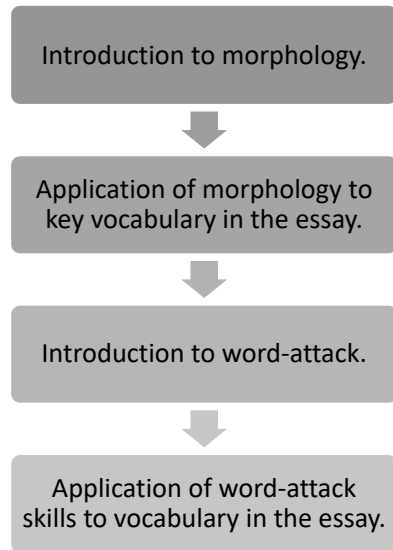 Introduction to morphology.
Application of morphology to
key vocabulary in the essay.
Introduction to word-attack.
Application of word-attack
skills to vocabulary in the essay.